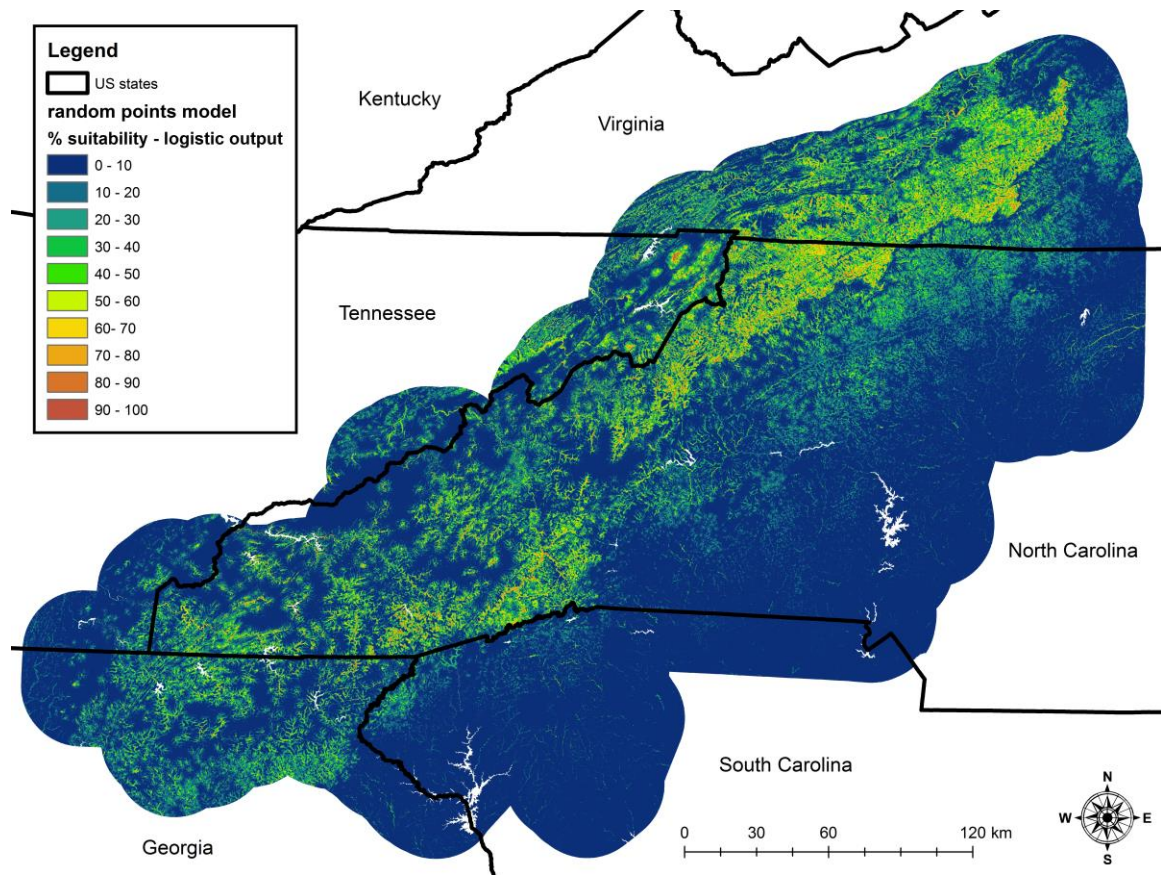 Legend
US states
random points model
% suitability - logistic output
0 - 10
10 - 20
20 - 30
30 - 40
40 - 50
50 - 60
60- 70
70 - 80
80 - 90
90 - 100
Kentucky
Virginia
Tennessee
North Carolina
South Carolina
Georgia
0 30 60 120 km
N
W E
S